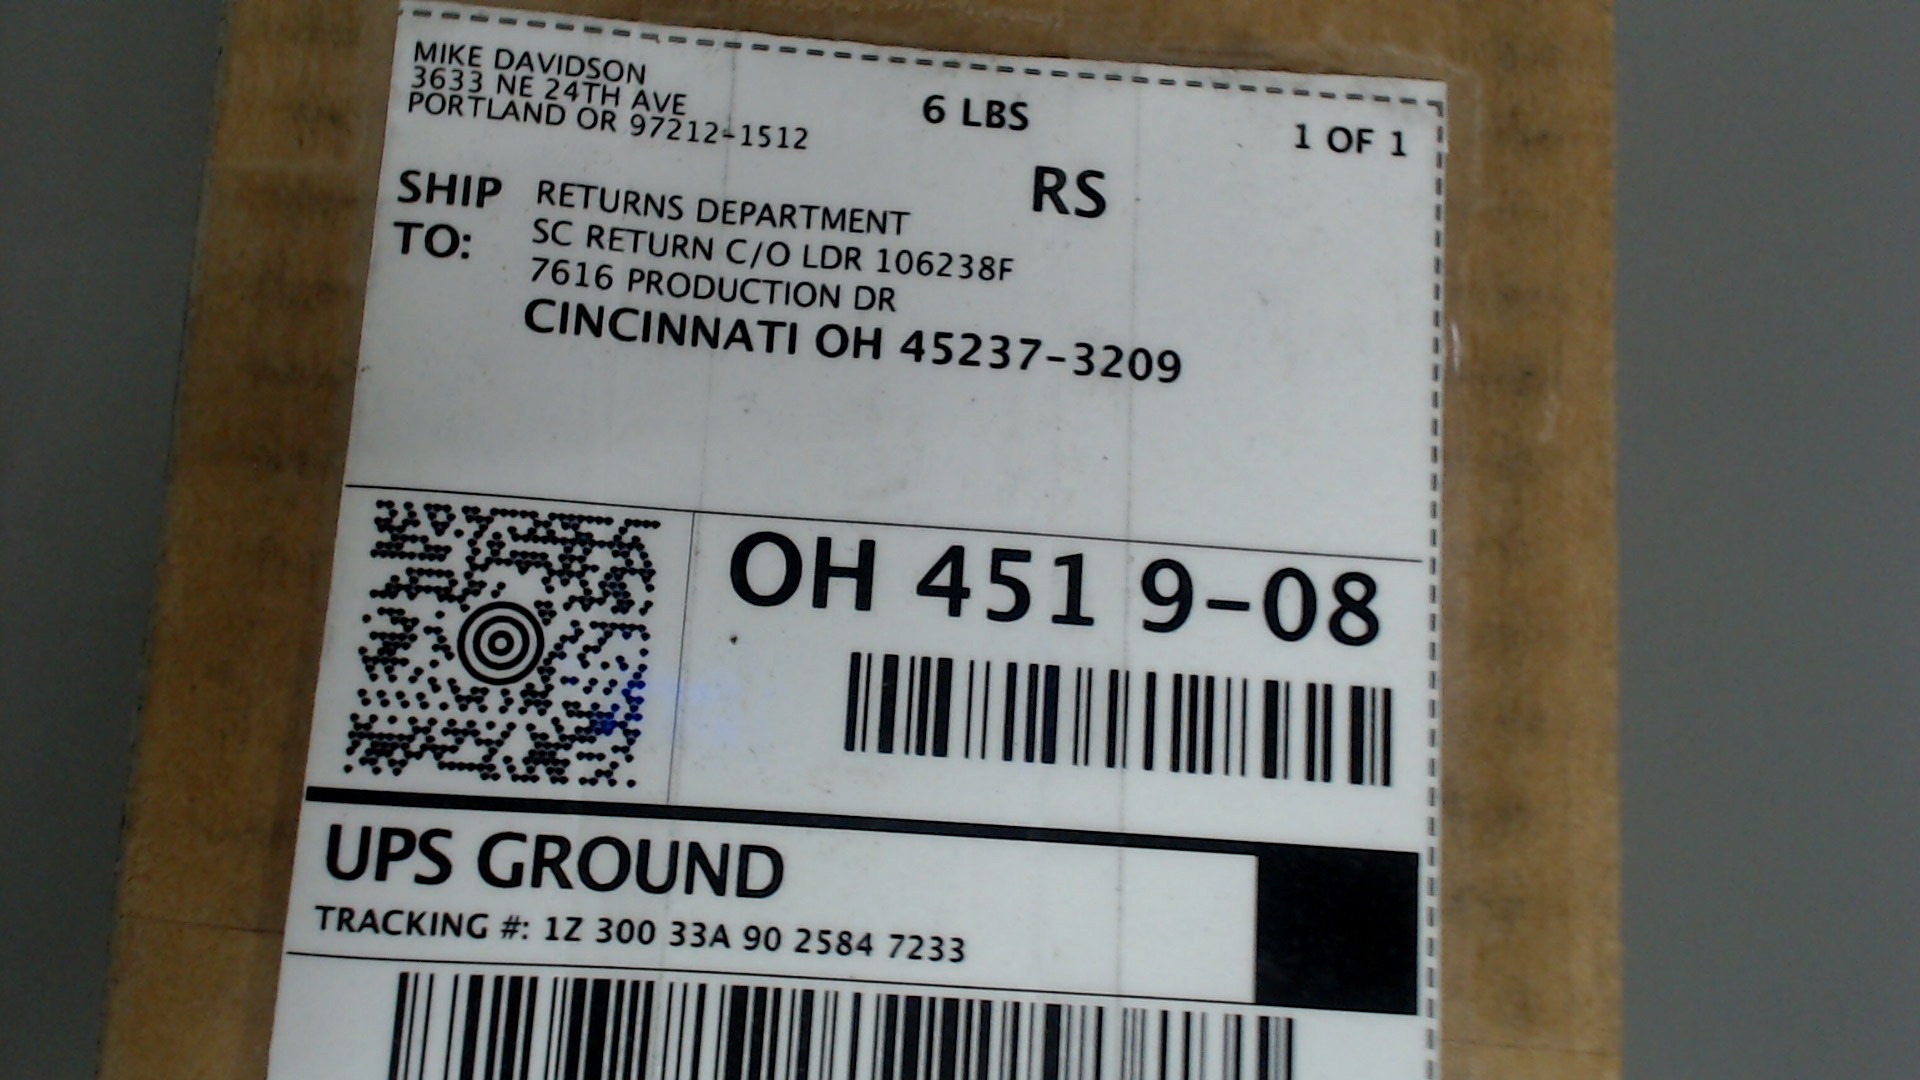 MIKE DAVIDSON
3633 NE 24TH AVE
PORTLAND OR 97212-1512
6 LBS
1 OF 1
RS
SHIP TO:
RETURNS DEPARTMENT
SC RETURN C/O LDR 106238F
7616 PRODUCTION DR
CINCINNATI OH 45237-3209
OH 451 9-08
UPS GROUND
TRACKING #: 1Z 300 33A 90 2584 7233